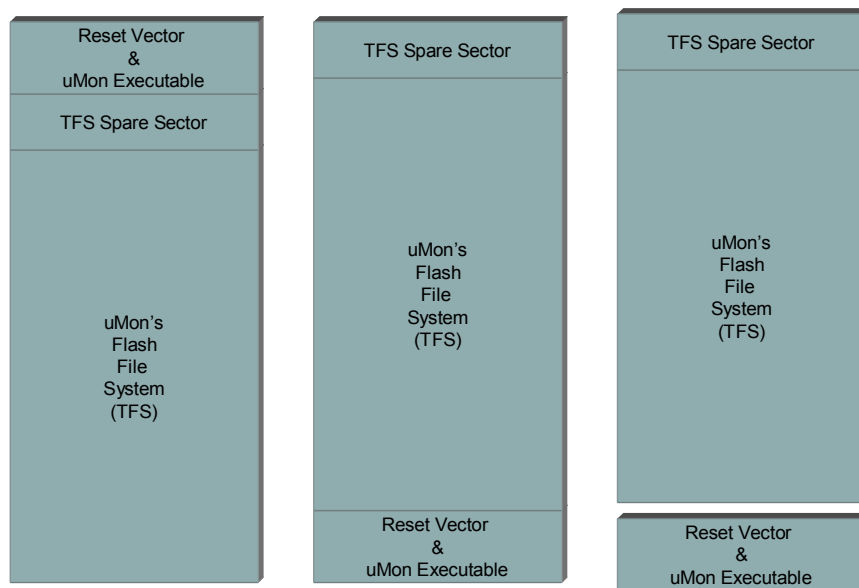 Reset Vector
&
uMon Executable
TFS Spare Sector
uMon's
Flash
File
System
(TFS)
TFS Spare Sector
uMon's
Flash
File
System
(TFS)
Reset Vector
&
uMon Executable
TFS Spare Sector
uMon's
Flash
File
System
(TFS)
Reset Vector
&
uMon Executable